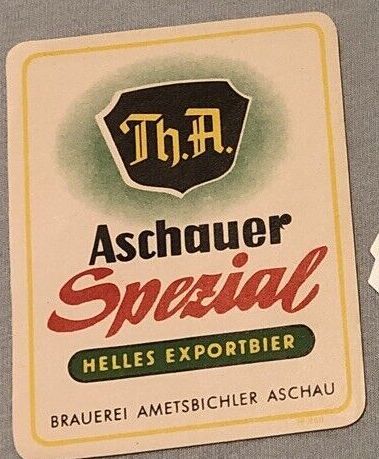 Th.A.
Aschauer
Spezial
HELLES EXPORTBIER
BRAUEREI AMETSBICHLER ASCHAU